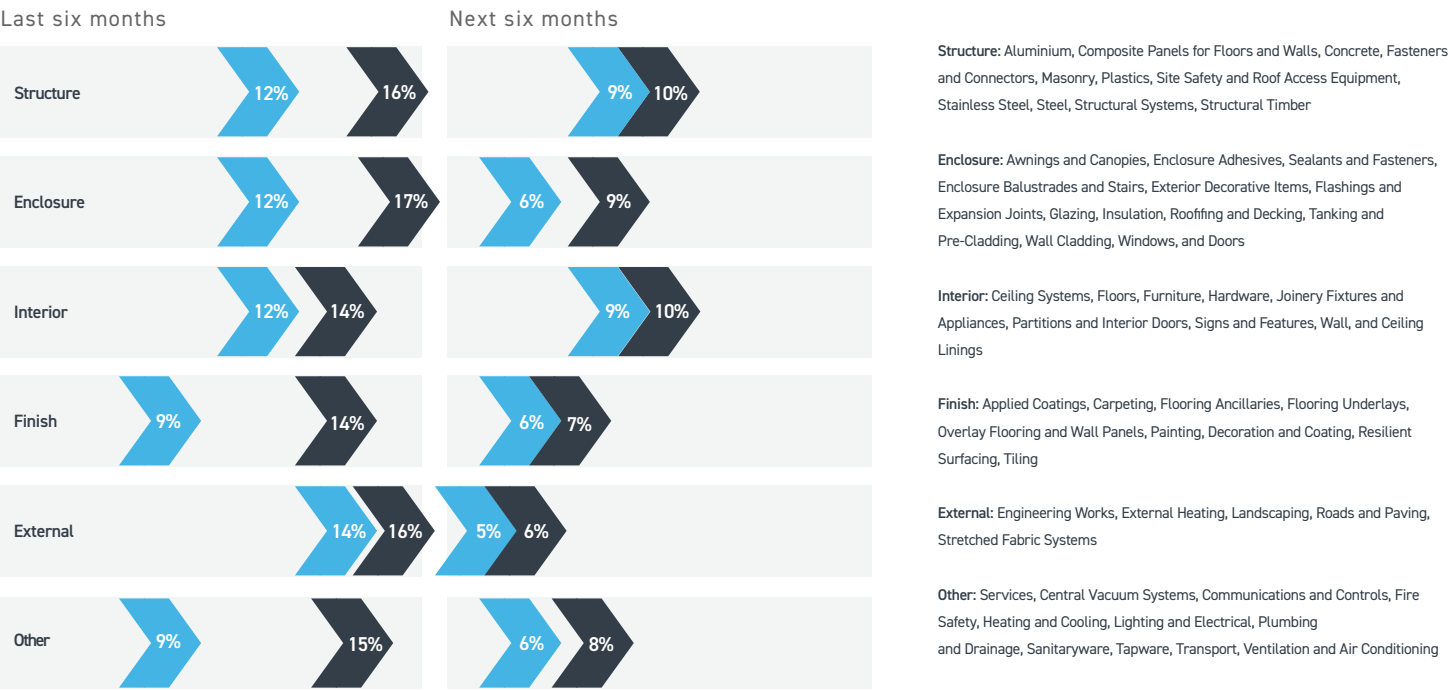 Last six months
Next six months
Structure
12%
16%
9%
10%
Enclosure
12%
17%
6%
9%
Interior
12%
14%
9%
10%
Finish
9%
14%
6%
7%
External
14%
16%
5%
6%
Other
9%
15%
6%
8%
Structure: Aluminium, Composite Panels for Floors and Walls, Concrete, Fasteners
and Connectors, Masonry, Plastics, Site Safety and Roof Access Equipment,
Stainless Steel, Steel, Structural Systems, Structural Timber
Enclosure: Awnings and Canopies, Enclosure Adhesives, Sealants and Fasteners,
Enclosure Balustrades and Stairs, Exterior Decorative Items, Flashings and
Expansion Joints, Glazing, Insulation, Roofifing and Decking, Tanking and
Pre-Cladding, Wall Cladding, Windows, and Doors
Interior: Ceiling Systems, Floors, Furniture, Hardware, Joinery Fixtures and
Appliances, Partitions and Interior Doors, Signs and Features, Wall, and Ceiling
Linings
Finish: Applied Coatings, Carpeting, Flooring Ancillaries, Flooring Underlays,
Overlay Flooring and Wall Panels, Painting, Decoration and Coating, Resilient
Surfacing, Tiling
External: Engineering Works, External Heating, Landscaping, Roads and Paving,
Stretched Fabric Systems
Other: Services, Central Vacuum Systems, Communications and Controls, Fire
Safety, Heating and Cooling, Lighting and Electrical, Plumbing
and Drainage, Sanitaryware, Tapware, Transport, Ventilation and Air Conditioning